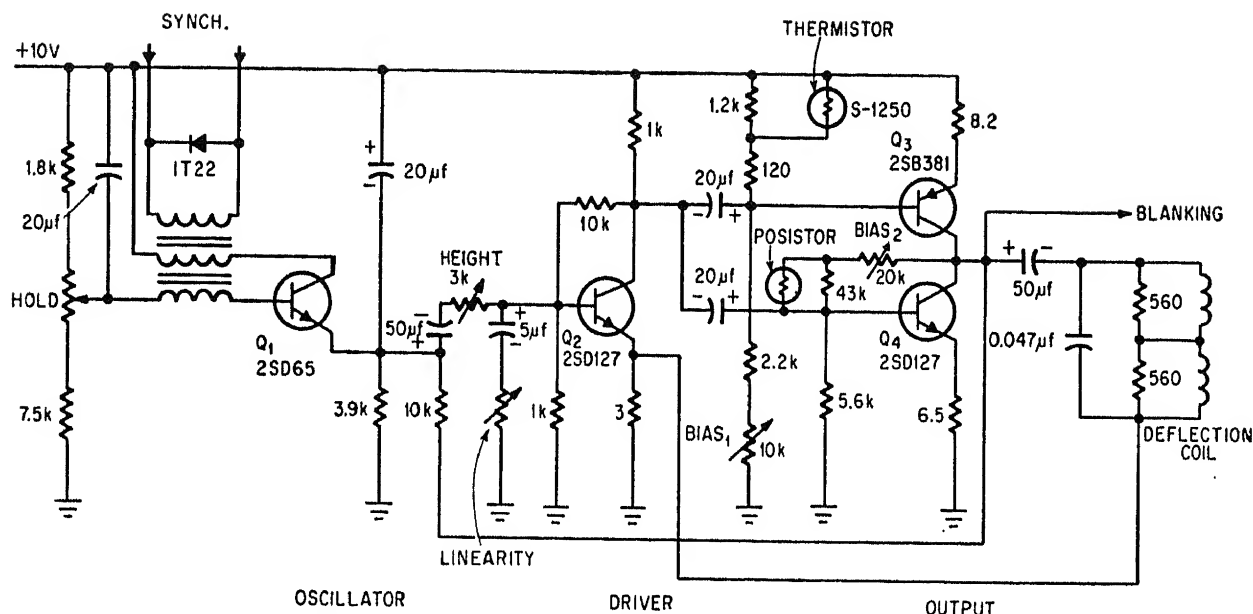 SYNCH.
+10V
THERMISTOR
S-1250
1.2k
8.2
1k
Q3
2SB381
1.8k
1T22
20µf
20µf
120
20µf
10k
BLANKING
POSISTOR
BIAS2
20k
HEIGHT
3k
20µf
43k
50µf
560
HOLD
50µf
5µf
Q1
2SD65
Q2
2SD127
Q4
2SD127
0.047µf
560
7.5k
3.9k
10k
1k
3
2.2k
5.6k
6.5
BIAS1
10k
DEFLECTION
COIL
LINEARITY
OSCILLATOR
DRIVER
OUTPUT